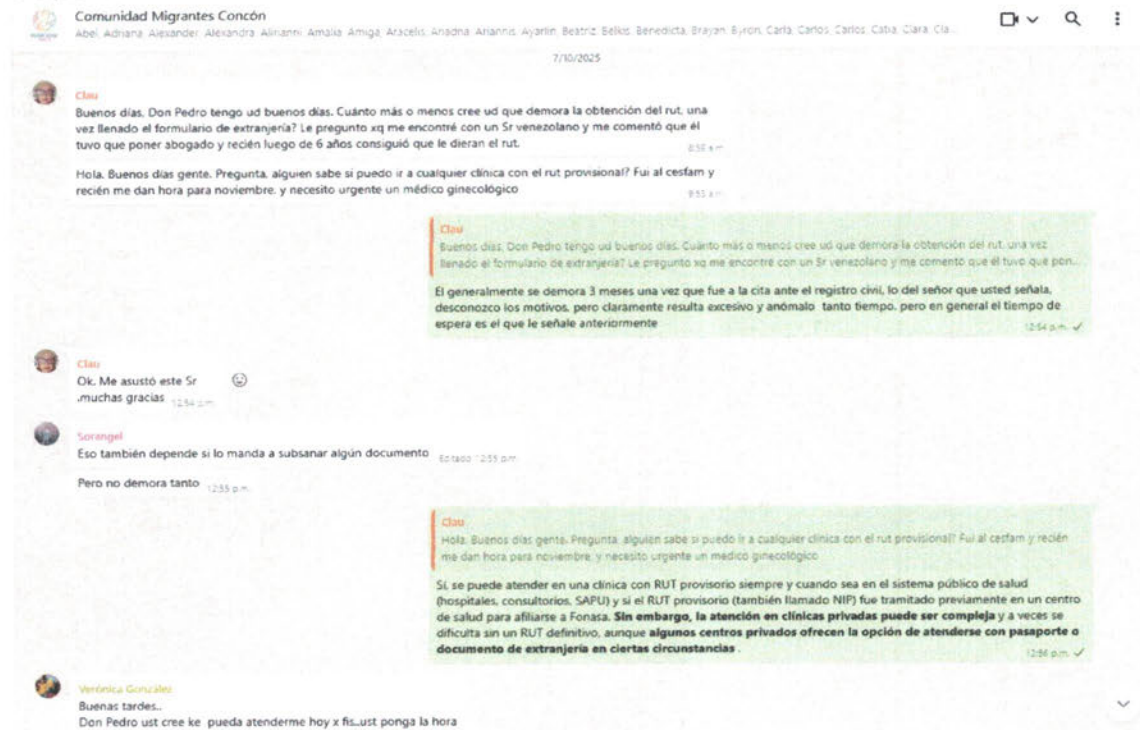 Comunidad Migrantes Concón
Abel, Adriana, Alexander, Alexandra, Alirianni, Amalia, Amiga, Aracelis, Ariadna, Ariannis, Ayarlin, Beatriz, Belkis, Benedicta, Brayan, Byron, Carla, Carlos, Carlos, Catia, Clara, Cla...
7/10/2025
Clau
Buenos días, Don Pedro tengo ud buenos días. Cuánto más o menos cree ud que demora la obtención del rut, una
vez llenado el formulario de extranjería? Le pregunto xq me encontré con un Sr venezolano y me comentó que él
tuvo que poner abogado y recién luego de 6 años consiguió que le dieran el rut.
Hola. Buenos días gente. Pregunta, alguien sabe si puedo ir a cualquier clínica con el rut provisional? Fui al cesfam y
recién me dan hora para noviembre. y necesito urgente un médico ginecológico
9:55 a.m.
Clau
Buenos días, Don Pedro tengo ud buenos días. Cuánto más o menos cree ud que demora la obtención del rut, una vez
llenado el formulario de extranjería? Le pregunto xq me encontré con un Sr venezolano y me comentó que él tuvo que pon...
El generalmente se demora 3 meses una vez que fue a la cita ante el registro civil, lo del señor que usted señala,
desconozco los motivos, pero claramente resulta excesivo y anómalo tanto tiempo, pero en general el tiempo de
espera es el que le señale anteriormente
12:54 p.m.
Clau
Ok. Me asustó este Sr
.muchas gracias
12:54 p.m.
Sorangel
Eso también depende si lo manda a subsanar algún documento
Editado 12:55 p.m.
Pero no demora tanto
12:55 p.m.
Clau
Hola. Buenos días gente. Pregunta, alguien sabe si puedo ir a cualquier clínica con el rut provisional? Fui al cesfam y recién
me dan hora para noviembre. y necesito urgente un médico ginecológico
Sí, se puede atender en una clínica con RUT provisorio siempre y cuando sea en el sistema público de salud
(hospitales, consultorios, SAPU) y si el RUT provisorio (también llamado NIP) fue tramitado previamente en un centro
de salud para afiliarse a Fonasa. Sin embargo, la atención en clínicas privadas puede ser compleja y a veces se
dificulta sin un RUT definitivo, aunque algunos centros privados ofrecen la opción de atenderse con pasaporte o
documento de extranjería en ciertas circunstancias .
12:56 p.m.
Verónica González
Buenas tardes..
Don Pedro ust cree ke pueda atenderme hoy x fis..ust ponga la hora